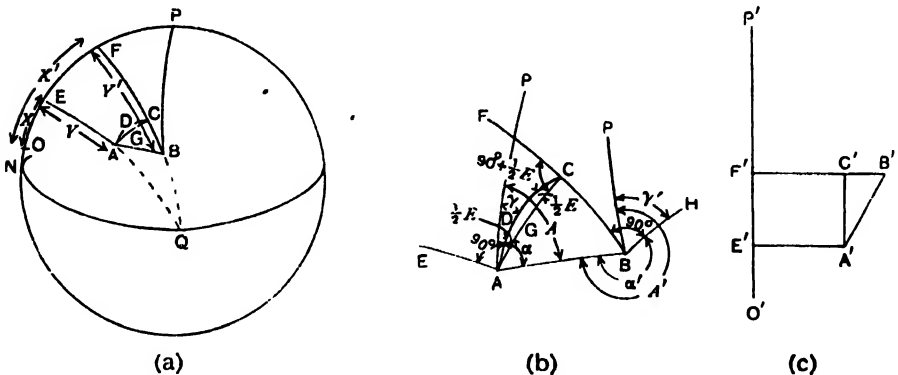 P
F
X'
E
Y'
X
D
C
Y
G
O
A
B
N
Q
(a)
P
F
P
C
90°+½E
γ'
½E
γ
H
½E
D
A
90°
G
90°
α
E
B
A
α'
A'
(b)
P'
F'
C'
B'
E'
A'
O'
(c)